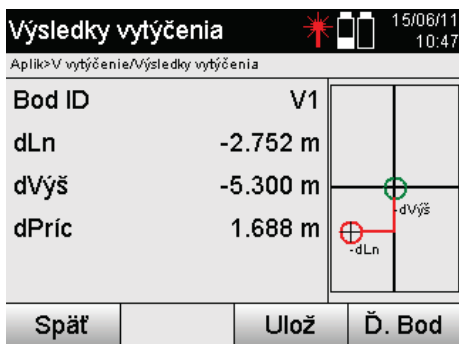 Výsledky vytýčenia
15/06/11
10:47
Aplik>V vytýčenie/Výsledky vytýčenia
Bod ID V1
dLn -2.752 m
dVýš -5.300 m
dPríc 1.688 m
-dVýš
-dLn
Späť Ulož Ď. Bod